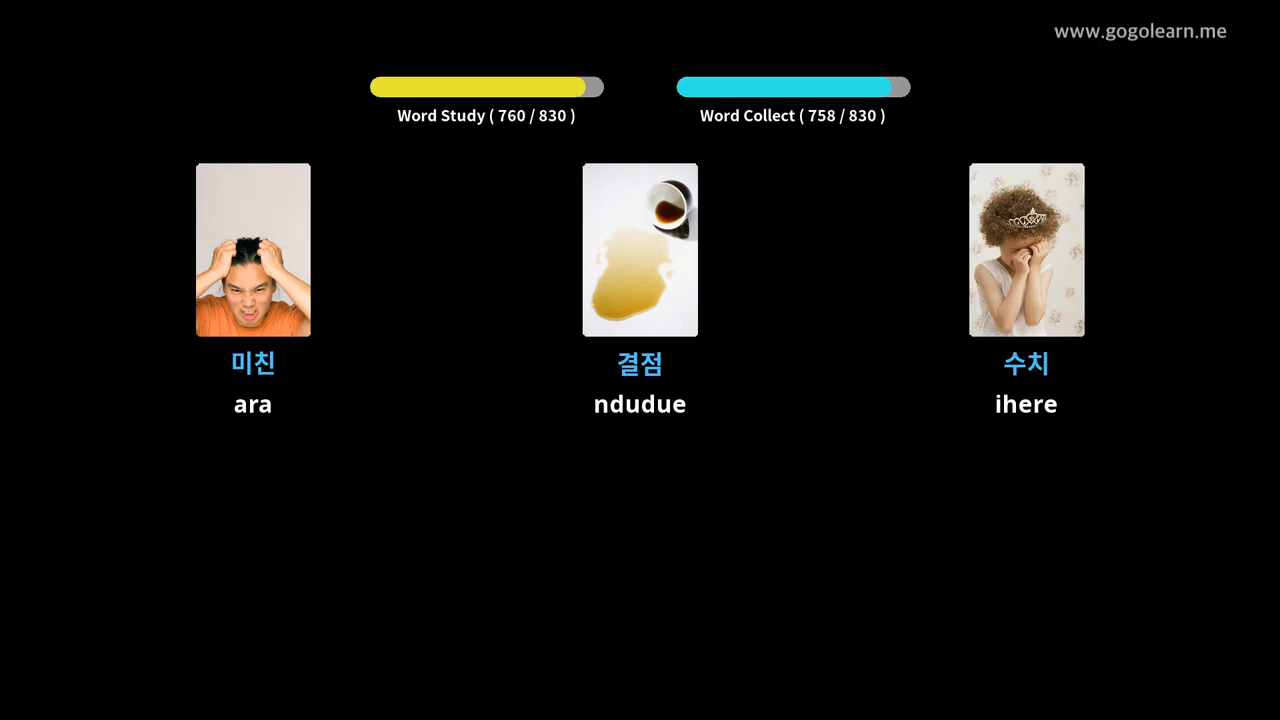 www.gogolearn.me
Word Study ( 760 / 830 )
Word Collect ( 758 / 830 )
미친
결점
수치
ara
ndudue
ihere